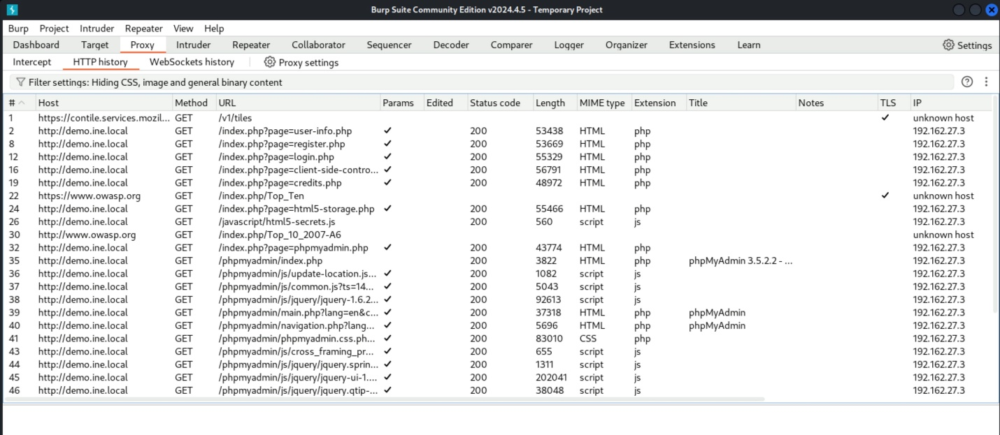 Burp Suite Community Edition v2024.4.5 - Temporary Project
Burp Project Intruder Repeater View Help
Dashboard Target Proxy Intruder Repeater Collaborator Sequencer Decoder Comparer Logger Organizer Extensions Learn Settings
Intercept HTTP history WebSockets history Proxy settings
Filter settings: Hiding CSS, image and general binary content
# Host Method URL Params Edited Status code Length MIME type Extension Title Notes TLS IP
1 https://contile.services.mozil... GET /v1/tiles ✓ unknown host
2 http://demo.ine.local GET /index.php?page=user-info.php ✓ 200 53438 HTML php 192.162.27.3
8 http://demo.ine.local GET /index.php?page=register.php ✓ 200 53669 HTML php 192.162.27.3
12 http://demo.ine.local GET /index.php?page=login.php ✓ 200 55329 HTML php 192.162.27.3
16 http://demo.ine.local GET /index.php?page=client-side-contro... ✓ 200 56791 HTML php 192.162.27.3
19 http://demo.ine.local GET /index.php?page=credits.php ✓ 200 48972 HTML php 192.162.27.3
22 https://www.owasp.org GET /index.php/Top_Ten ✓ unknown host
24 http://demo.ine.local GET /index.php?page=html5-storage.php ✓ 200 55466 HTML php 192.162.27.3
26 http://demo.ine.local GET /javascript/html5-secrets.js 200 560 script js 192.162.27.3
30 http://www.owasp.org GET /index.php/Top_10_2007-A6 unknown host
32 http://demo.ine.local GET /index.php?page=phpmyadmin.php ✓ 200 43774 HTML php 192.162.27.3
35 http://demo.ine.local GET /phpmyadmin/index.php 200 3822 HTML php phpMyAdmin 3.5.2.2 - ... 192.162.27.3
36 http://demo.ine.local GET /phpmyadmin/js/update-location.js... ✓ 200 1082 script js 192.162.27.3
37 http://demo.ine.local GET /phpmyadmin/js/common.js?ts=14... ✓ 200 5043 script js 192.162.27.3
38 http://demo.ine.local GET /phpmyadmin/js/jquery/jquery-1.6.2... ✓ 200 92613 script js 192.162.27.3
39 http://demo.ine.local GET /phpmyadmin/main.php?lang=en&c... ✓ 200 37318 HTML php phpMyAdmin 192.162.27.3
40 http://demo.ine.local GET /phpmyadmin/navigation.php?lang... ✓ 200 5696 HTML php phpMyAdmin 192.162.27.3
41 http://demo.ine.local GET /phpmyadmin/phpmyadmin.css.ph... ✓ 200 83010 CSS php 192.162.27.3
43 http://demo.ine.local GET /phpmyadmin/js/cross_framing_pr... ✓ 200 655 script js 192.162.27.3
44 http://demo.ine.local GET /phpmyadmin/js/jquery/jquery.sprin... ✓ 200 1311 script js 192.162.27.3
45 http://demo.ine.local GET /phpmyadmin/js/jquery/jquery-ui-1.... ✓ 200 202041 script js 192.162.27.3
46 http://demo.ine.local GET /phpmyadmin/js/jquery/jquery.qtip-... ✓ 200 38048 script js 192.162.27.3